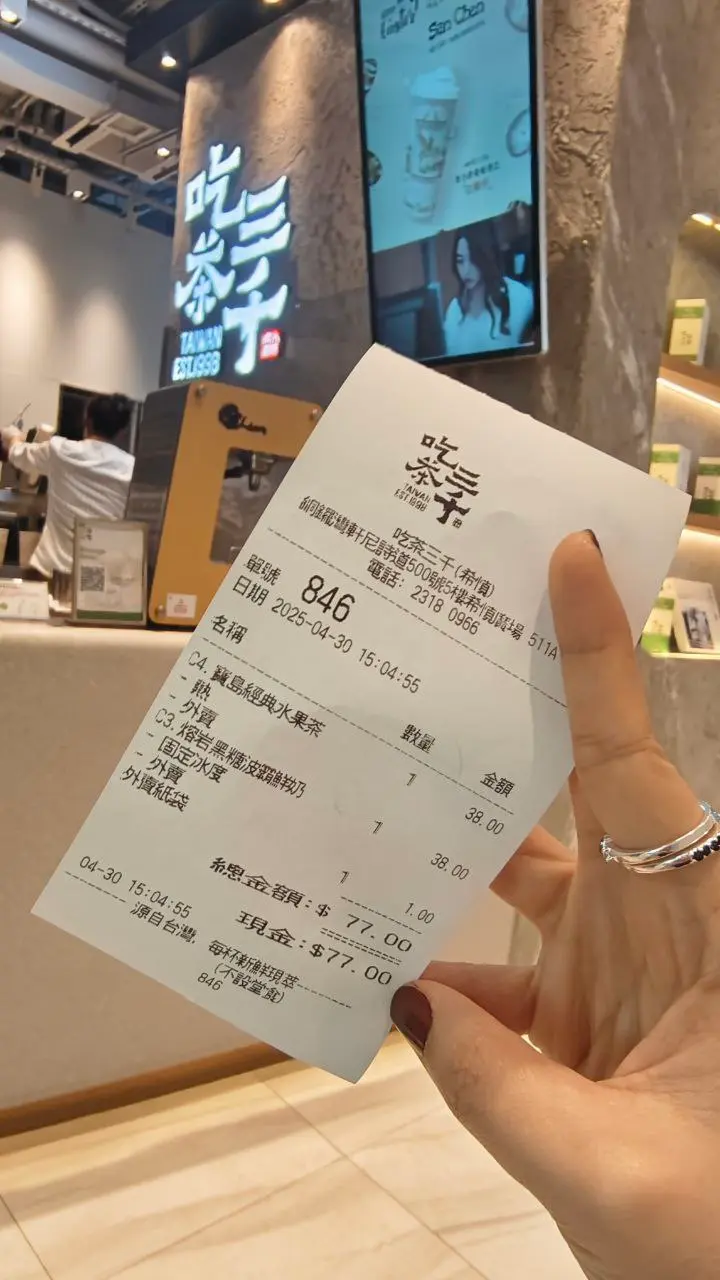 San Chen
吃茶三千
TAIWAN
EST.1998
吃茶三千
TAIWAN
EST.1998
吃茶三千(希慎)
銅鑼灣軒尼詩道500號5樓希慎廣場 511A
電話: 2318 0966
單號 846
日期 2025-04-30 15:04:55
名稱 數量 金額
C4. 寶島經典水果茶 1 38.00
- 熱
- 外賣
C3. 熔岩黑糖波霸鮮奶 1 38.00
- 固定冰度
- 外賣
外賣紙袋 1 1.00
總金額:$ 77.00
現金:$77.00
04-30 15:04:55
源自台灣, 每杯新鮮現萃
(不設堂食)
846